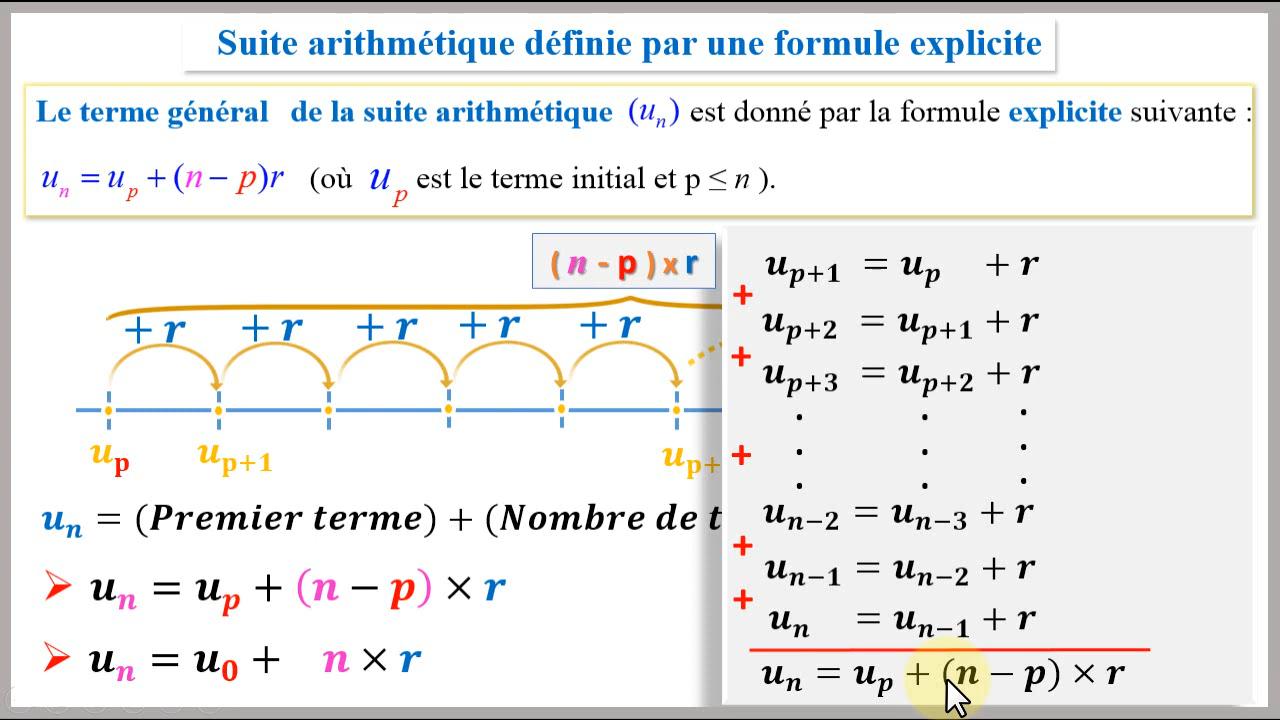 Suite arithmétique définie par une formule explicite
Le terme général de la suite arithmétique (uₙ) est donné par la formule explicite suivante :
uₙ = uₚ + (n − p)r (où uₚ est le terme initial et p ≤ n ).
( n - p ) x r
+ r + r + r + r + r
uₚ uₚ₊₁ uₚ₊
uₙ = (Premier terme) + (Nombre de t
➢ uₙ = uₚ + (n − p) × r
➢ uₙ = u₀ + n × r
uₚ₊₁ = uₚ + r
+
uₚ₊₂ = uₚ₊₁ + r
+
uₚ₊₃ = uₚ₊₂ + r
. . .
. . .
+
. . .
uₙ₋₂ = uₙ₋₃ + r
+
uₙ₋₁ = uₙ₋₂ + r
+
uₙ = uₙ₋₁ + r
uₙ = uₚ + (n − p) × r